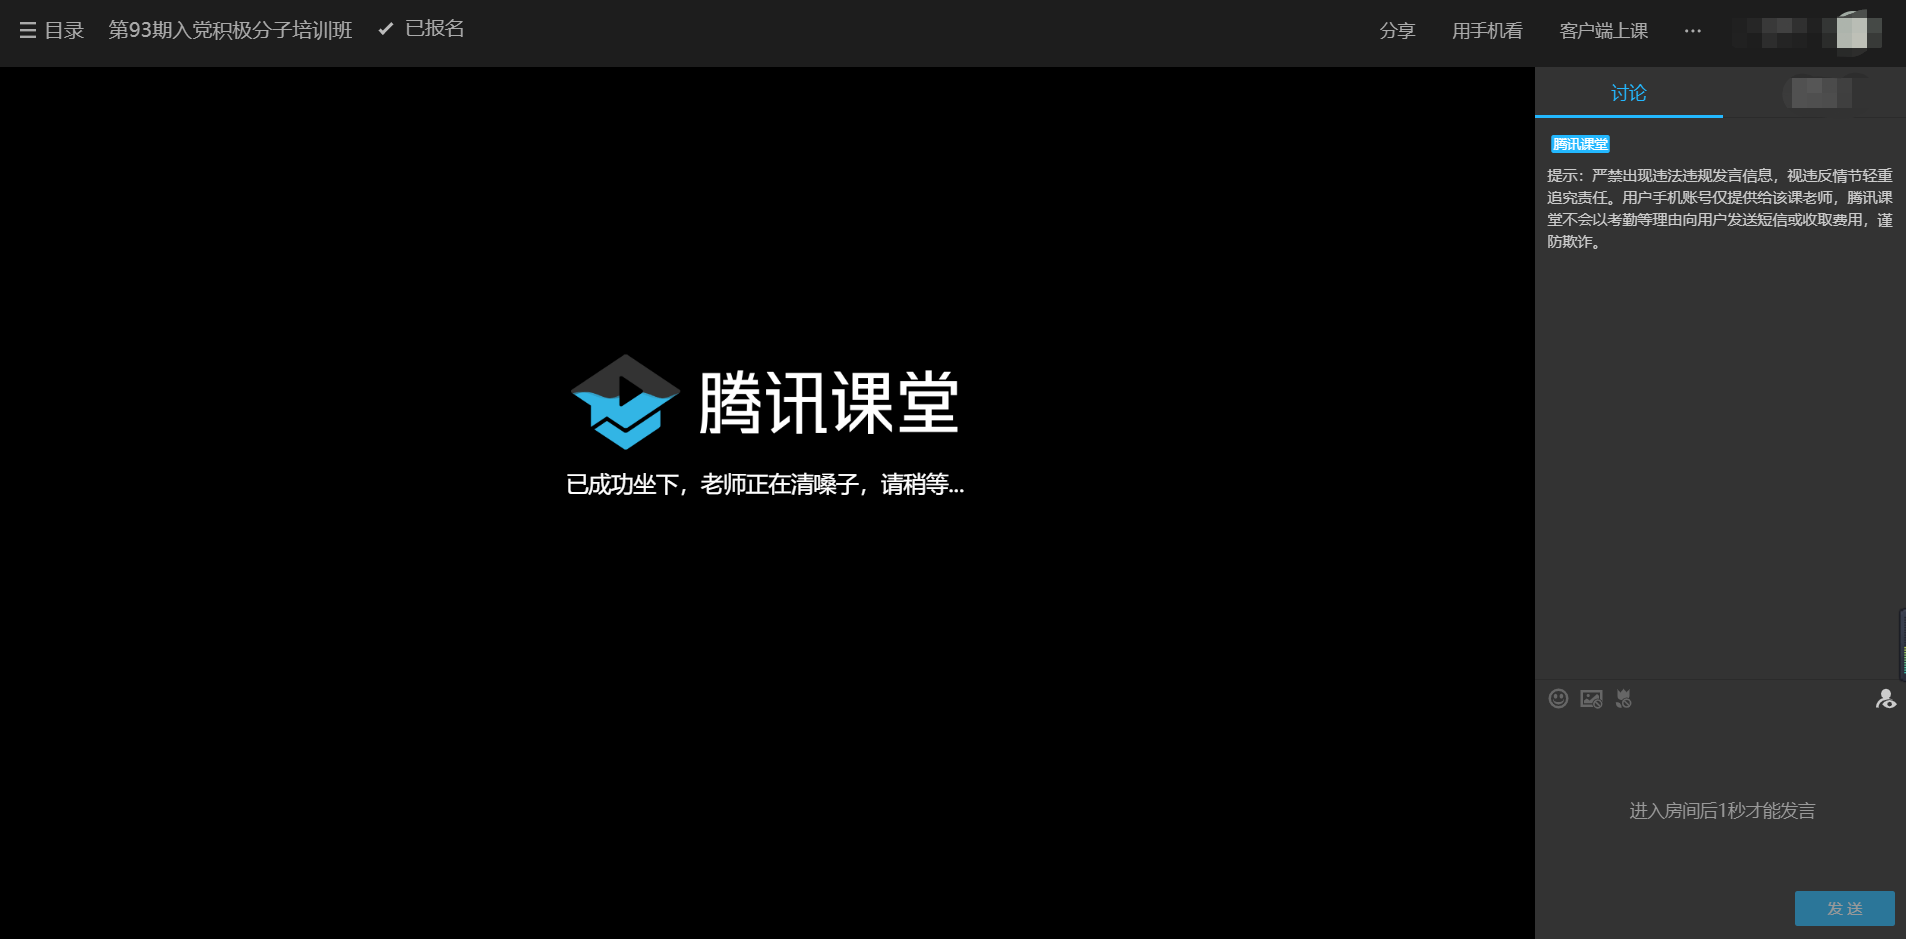 目录 第93期入党积极分子培训班 已报名 分享 用手机看 客户端上课 ···
讨论
腾讯课堂
提示：严禁出现违法违规发言信息，视违反情节轻重
追究责任。用户手机账号仅提供给该课老师，腾讯课
堂不会以考勤等理由向用户发送短信或收取费用，谨
防欺诈。
腾讯课堂
已成功坐下，老师正在清嗓子，请稍等...
进入房间后1秒才能发言
发 送